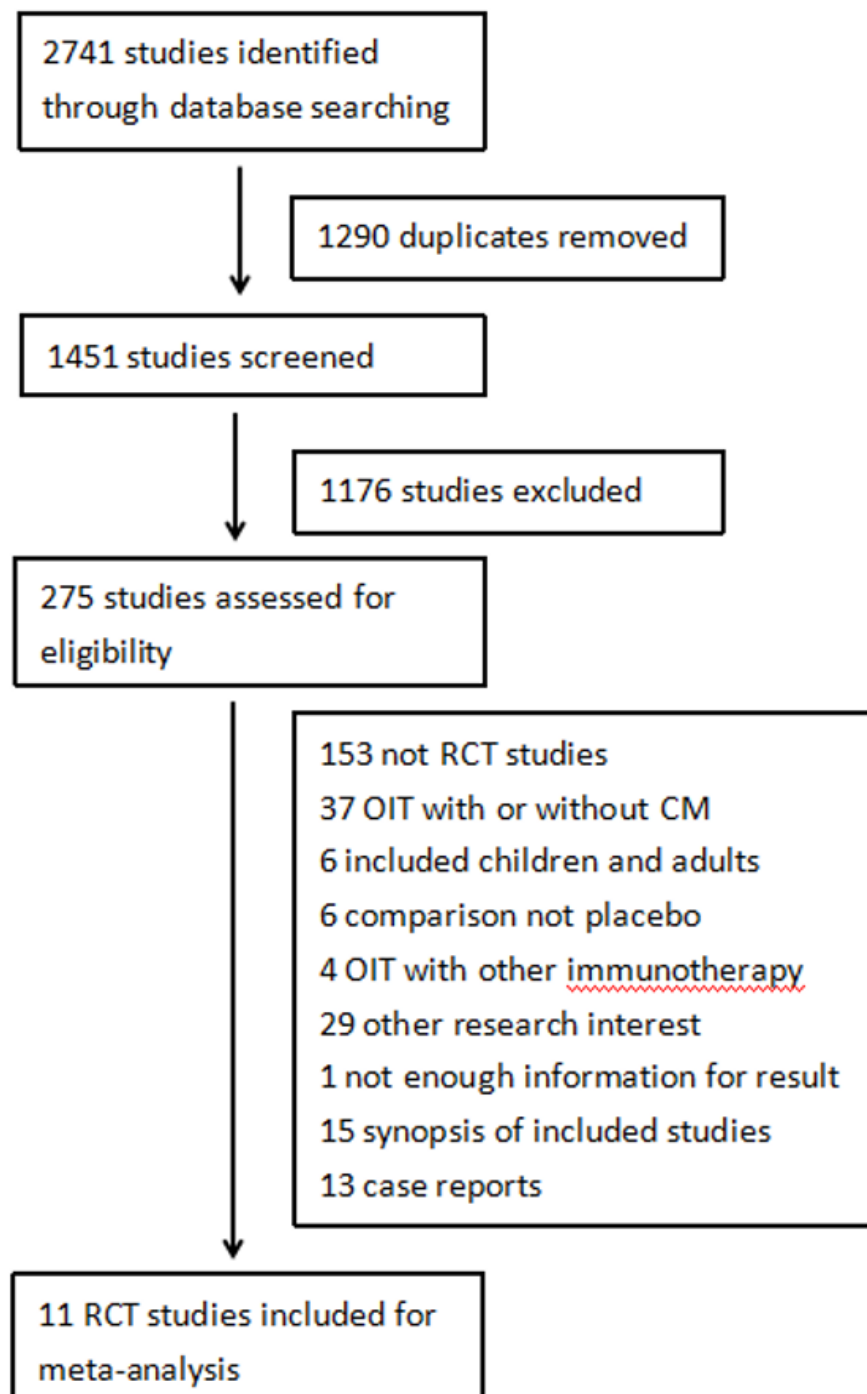 2741 studies identified
through database searching
1290 duplicates removed
1451 studies screened
1176 studies excluded
275 studies assessed for
eligibility
153 not RCT studies
37 OIT with or without CM
6 included children and adults
6 comparison not placebo
4 OIT with other immunotherapy
29 other research interest
1 not enough information for result
15 synopsis of included studies
13 case reports
11 RCT studies included for
meta-analysis